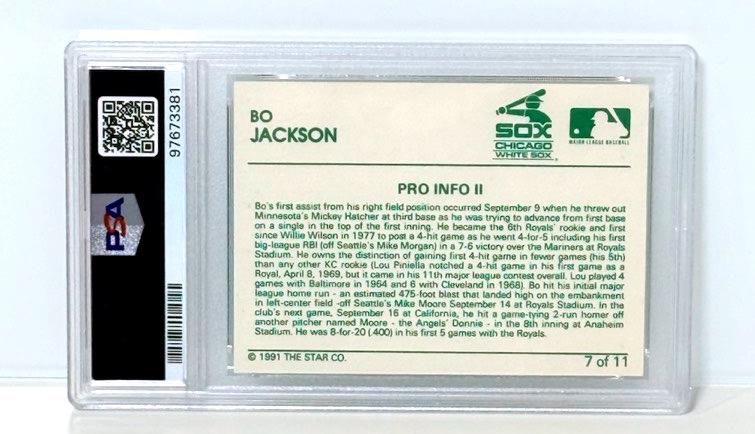 PSA
97673381
BO
JACKSON
SOX
CHICAGO
WHITE SOX
MAJOR LEAGUE BASEBALL
PRO INFO II
Bo's first assist from his right field position occurred September 9 when he threw out
Minnesota's Mickey Hatcher at third base as he was trying to advance from first base
on a single in the top of the first inning. He became the 6th Royals' rookie and first
since Willie Wilson in 1977 to post a 4-hit game as he went 4-for-5 including his first
big-league RBI (off Seattle's Mike Morgan) in a 7-6 victory over the Mariners at Royals
Stadium. He owns the distinction of gaining first 4-hit game in fewer games (his 5th)
than any other KC rookie (Lou Piniella notched a 4-hit game in his first game as a
Royal, April 8, 1969, but it came in his 11th major league contest overall. Lou played 4
games with Baltimore in 1964 and 6 with Cleveland in 1968). Bo hit his initial major
league home run - an estimated 475-foot blast that landed high on the embankment
in left-center field -off Seattle's Mike Moore September 14 at Royals Stadium. In the
club's next game, September 16 at California, he hit a game-tying 2-run homer off
another pitcher named Moore - the Angels' Donnie - in the 8th inning at Anaheim
Stadium. He was 8-for-20 (.400) in his first 5 games with the Royals.
© 1991 THE STAR CO.
7 of 11